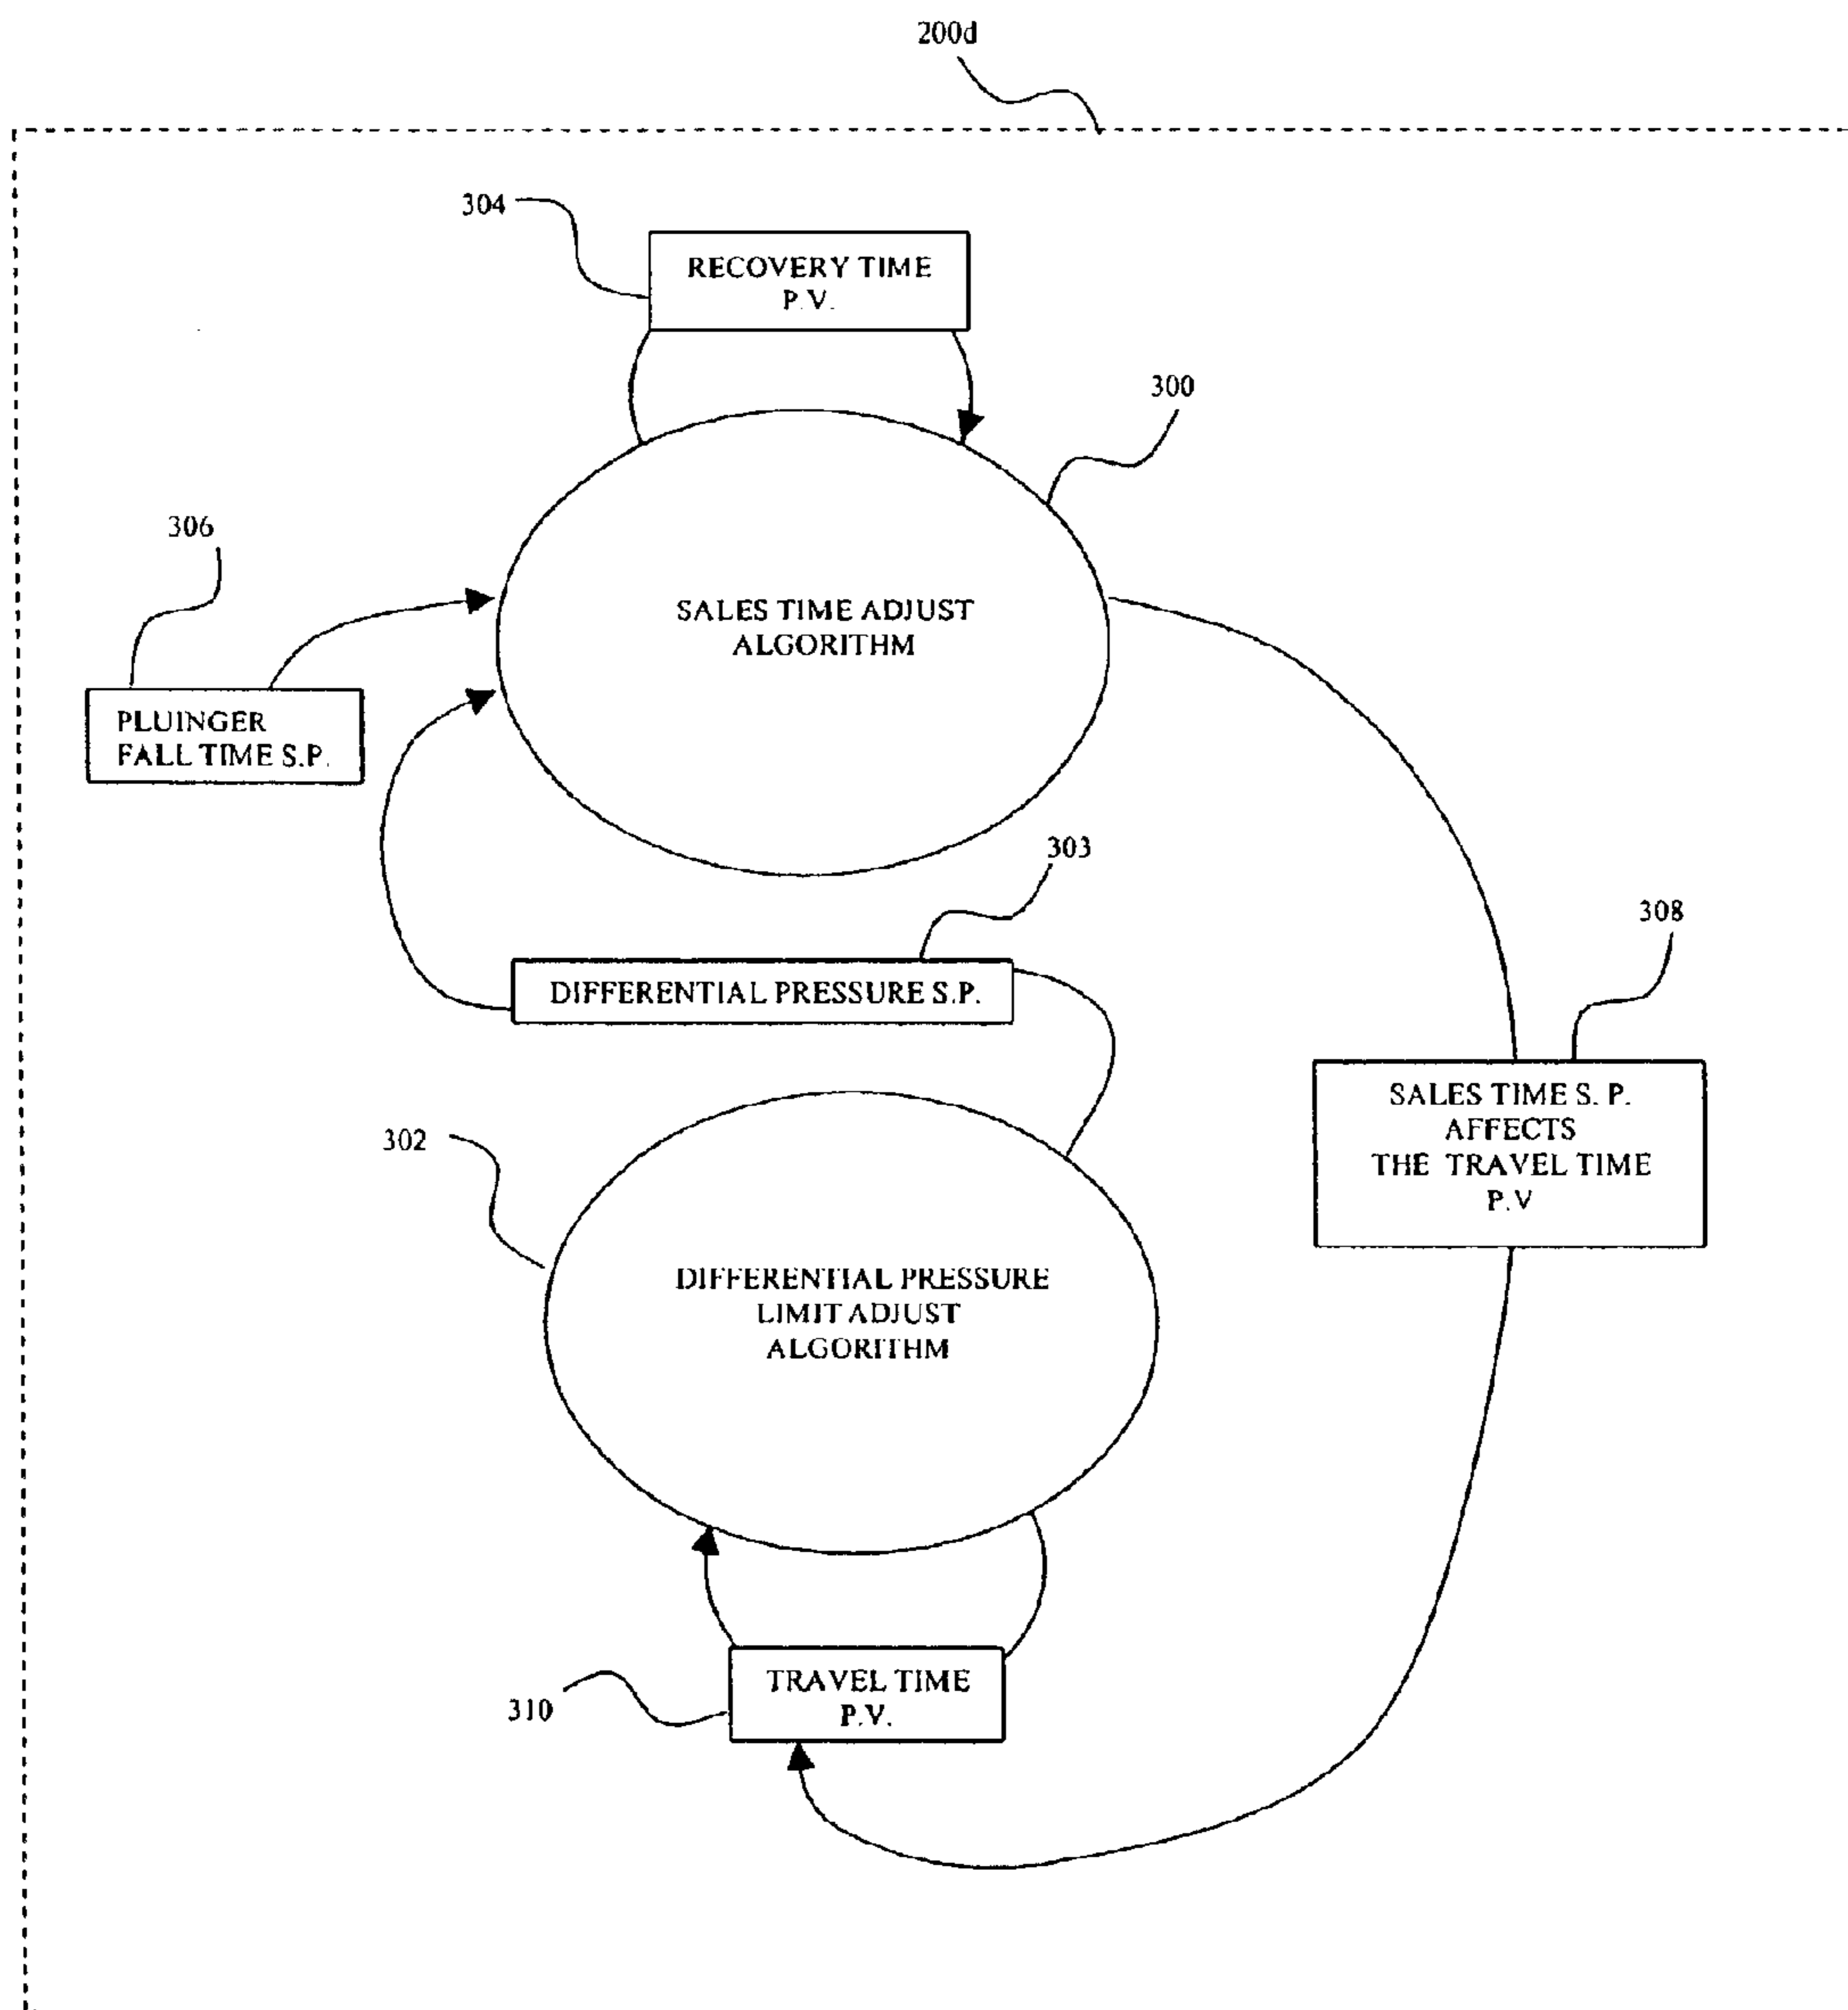 200d
304
RECOVERY TIME
P.V.
300
306
SALES TIME ADJUST
ALGORITHM
PLUINGER
FALL TIME S.P.
303
308
DIFFERENTIAL PRESSURE S.P.
SALES TIME S. P.
AFFECTS
THE TRAVEL TIME
P.V
302
DIFFERENTIAL PRESSURE
LIMIT ADJUST
ALGORITHM
310
TRAVEL TIME
P.V.